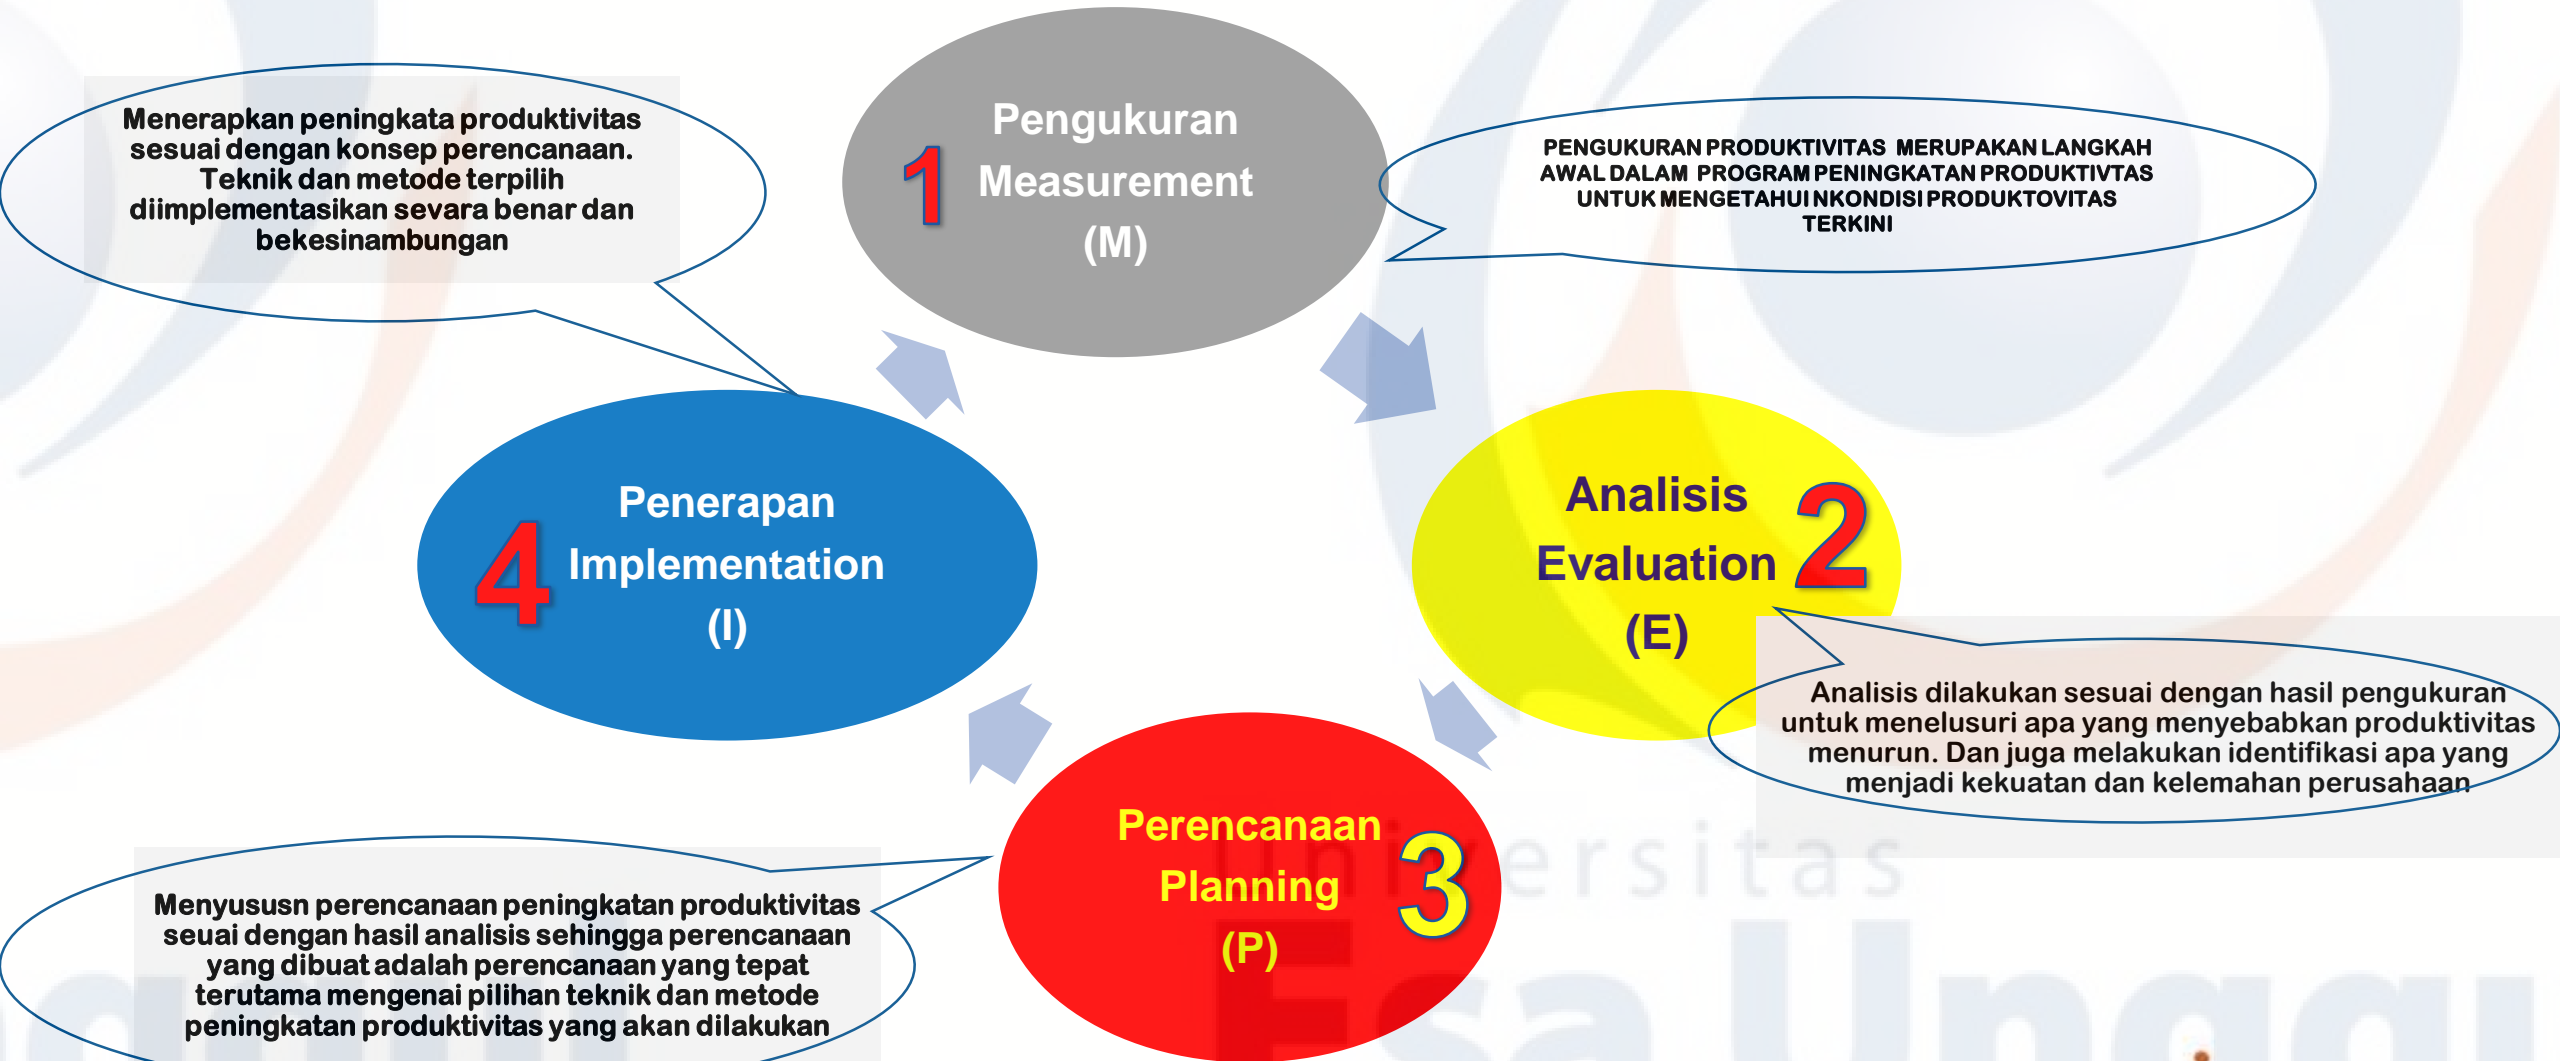 Pengukuran
Measurement
(M)
1
PENGUKURAN PRODUKTIVITAS MERUPAKAN LANGKAH
AWAL DALAM PROGRAM PENINGKATAN PRODUKTIVTAS
UNTUK MENGETAHUI NKONDISI PRODUKTOVITAS
TERKINI
Analisis
Evaluation
(E)
2
Analisis dilakukan sesuai dengan hasil pengukuran
untuk menelusuri apa yang menyebabkan produktivitas
menurun. Dan juga melakukan identifikasi apa yang
menjadi kekuatan dan kelemahan perusahaan
Perencanaan
Planning
(P)
3
Menyususn perencanaan peningkatan produktivitas
seuai dengan hasil analisis sehingga perencanaan
yang dibuat adalah perencanaan yang tepat
terutama mengenai pilihan teknik dan metode
peningkatan produktivitas yang akan dilakukan
Penerapan
Implementation
(I)
4
Menerapkan peningkata produktivitas
sesuai dengan konsep perencanaan.
Teknik dan metode terpilih
diimplementasikan sevara benar dan
bekesinambungan
Universitas
Esa Unggul